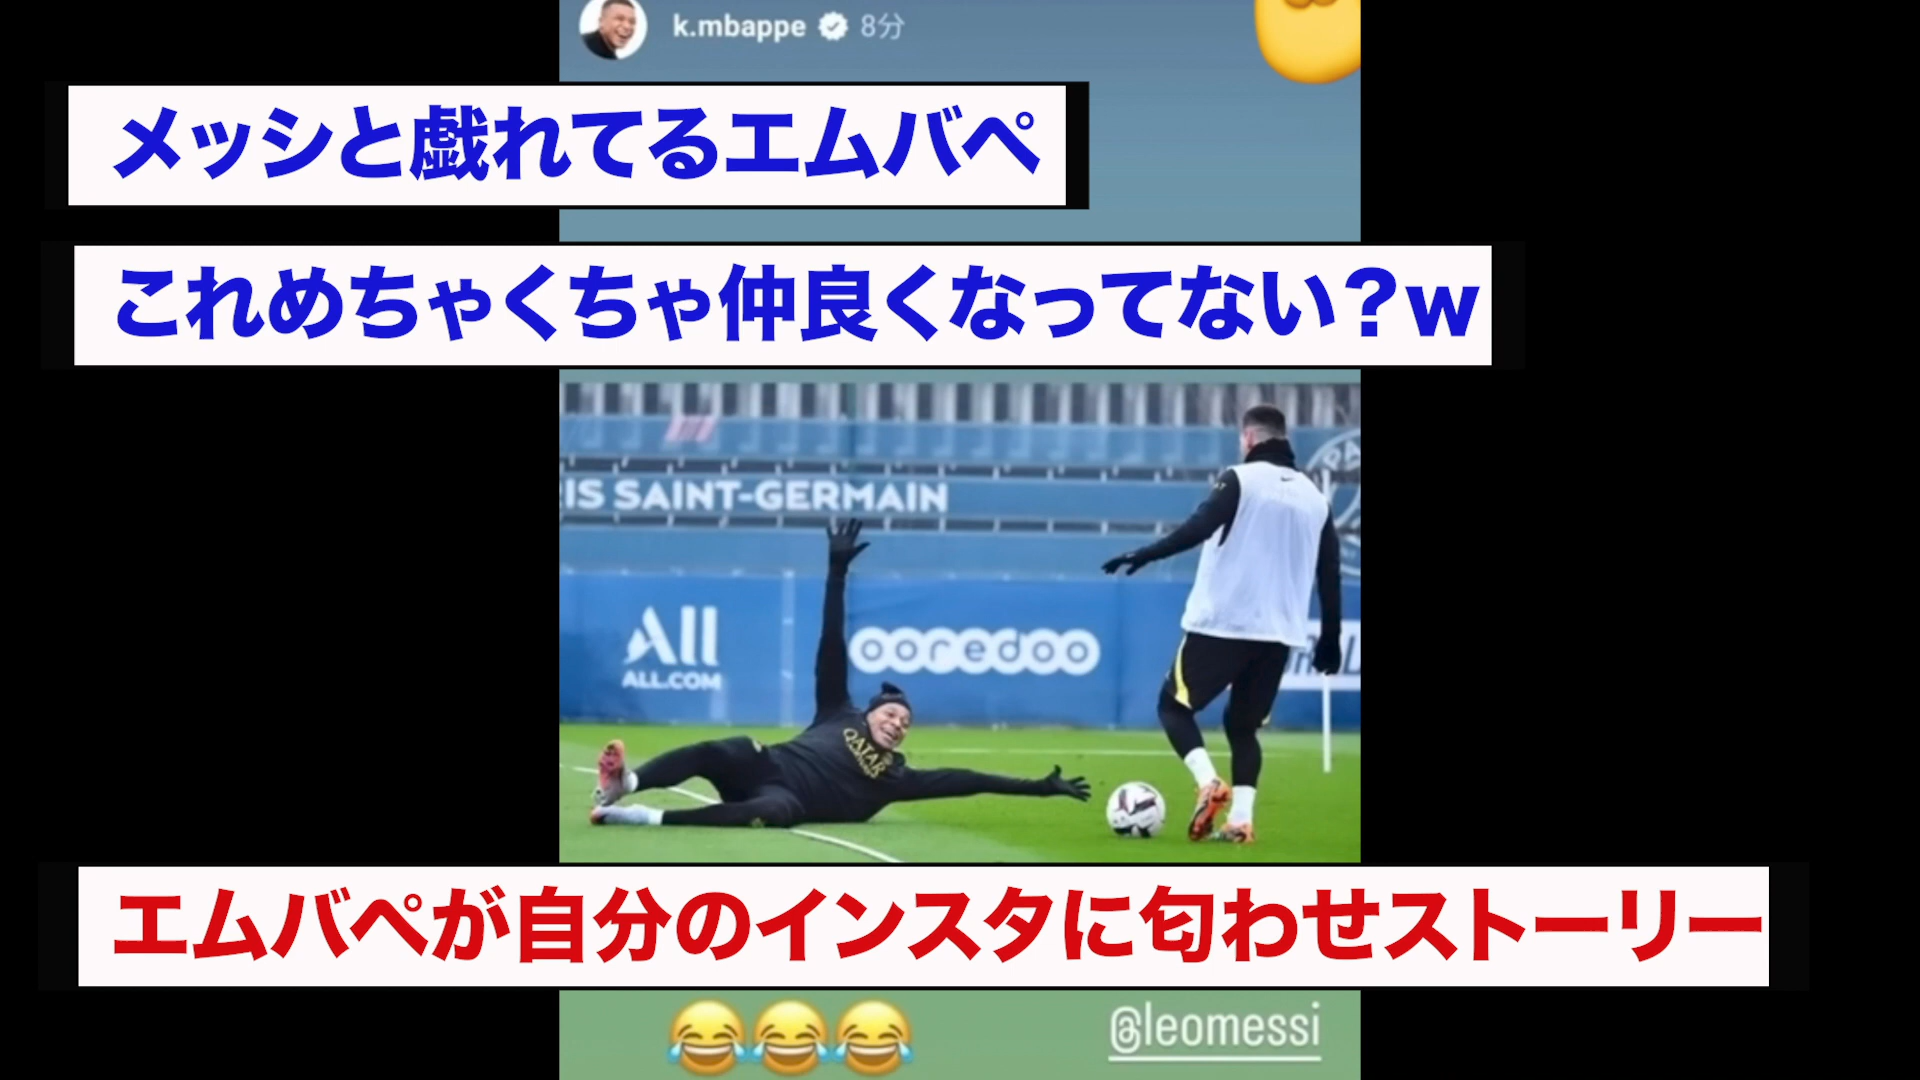 k.mbappe 8分
メッシと戯れてるエムバペ
これめちゃくちゃ仲良くなってない？w
IS SAINT-GERMAIN
PA
All
ALL.COM
ooredoo
QATAR
エムバペが自分のインスタに匂わせストーリー
@leomessi